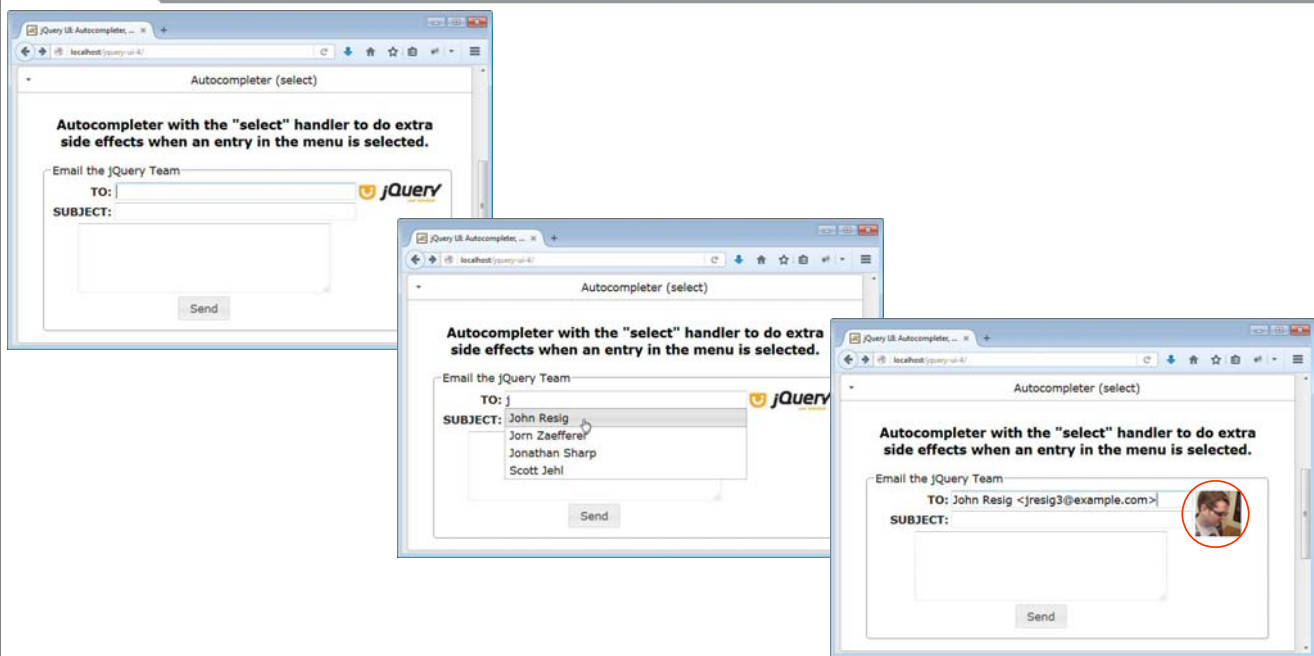 jQuery UI: Autocompleter, ...
localhost/jquery-ui-4/
Autocompleter (select)
Autocompleter with the "select" handler to do extra
side effects when an entry in the menu is selected.
Email the jQuery Team
TO:
jQuery
SUBJECT:
Send
jQuery UI: Autocompleter, ...
localhost/jquery-ui-4/
Autocompleter (select)
Autocompleter with the "select" handler to do extra
side effects when an entry in the menu is selected.
Email the jQuery Team
TO: j
jQuery
SUBJECT:
John Resig
Jorn Zaefferer
Jonathan Sharp
Scott Jehl
Send
jQuery UI: Autocompleter, ...
localhost/jquery-ui-4/
Autocompleter (select)
Autocompleter with the "select" handler to do extra
side effects when an entry in the menu is selected.
Email the jQuery Team
TO: John Resig <jresig3@example.com>
SUBJECT:
Send